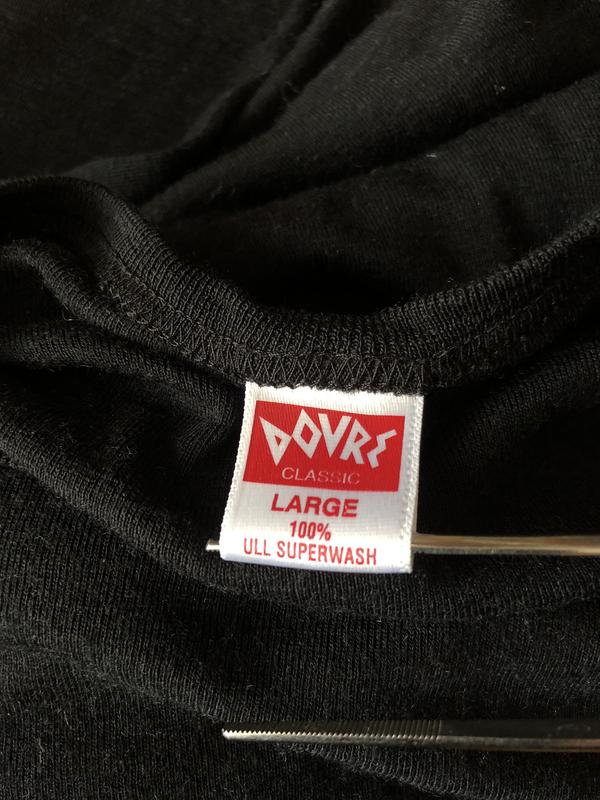 DOVRE
CLASSIC
LARGE
100%
ULL SUPERWASH